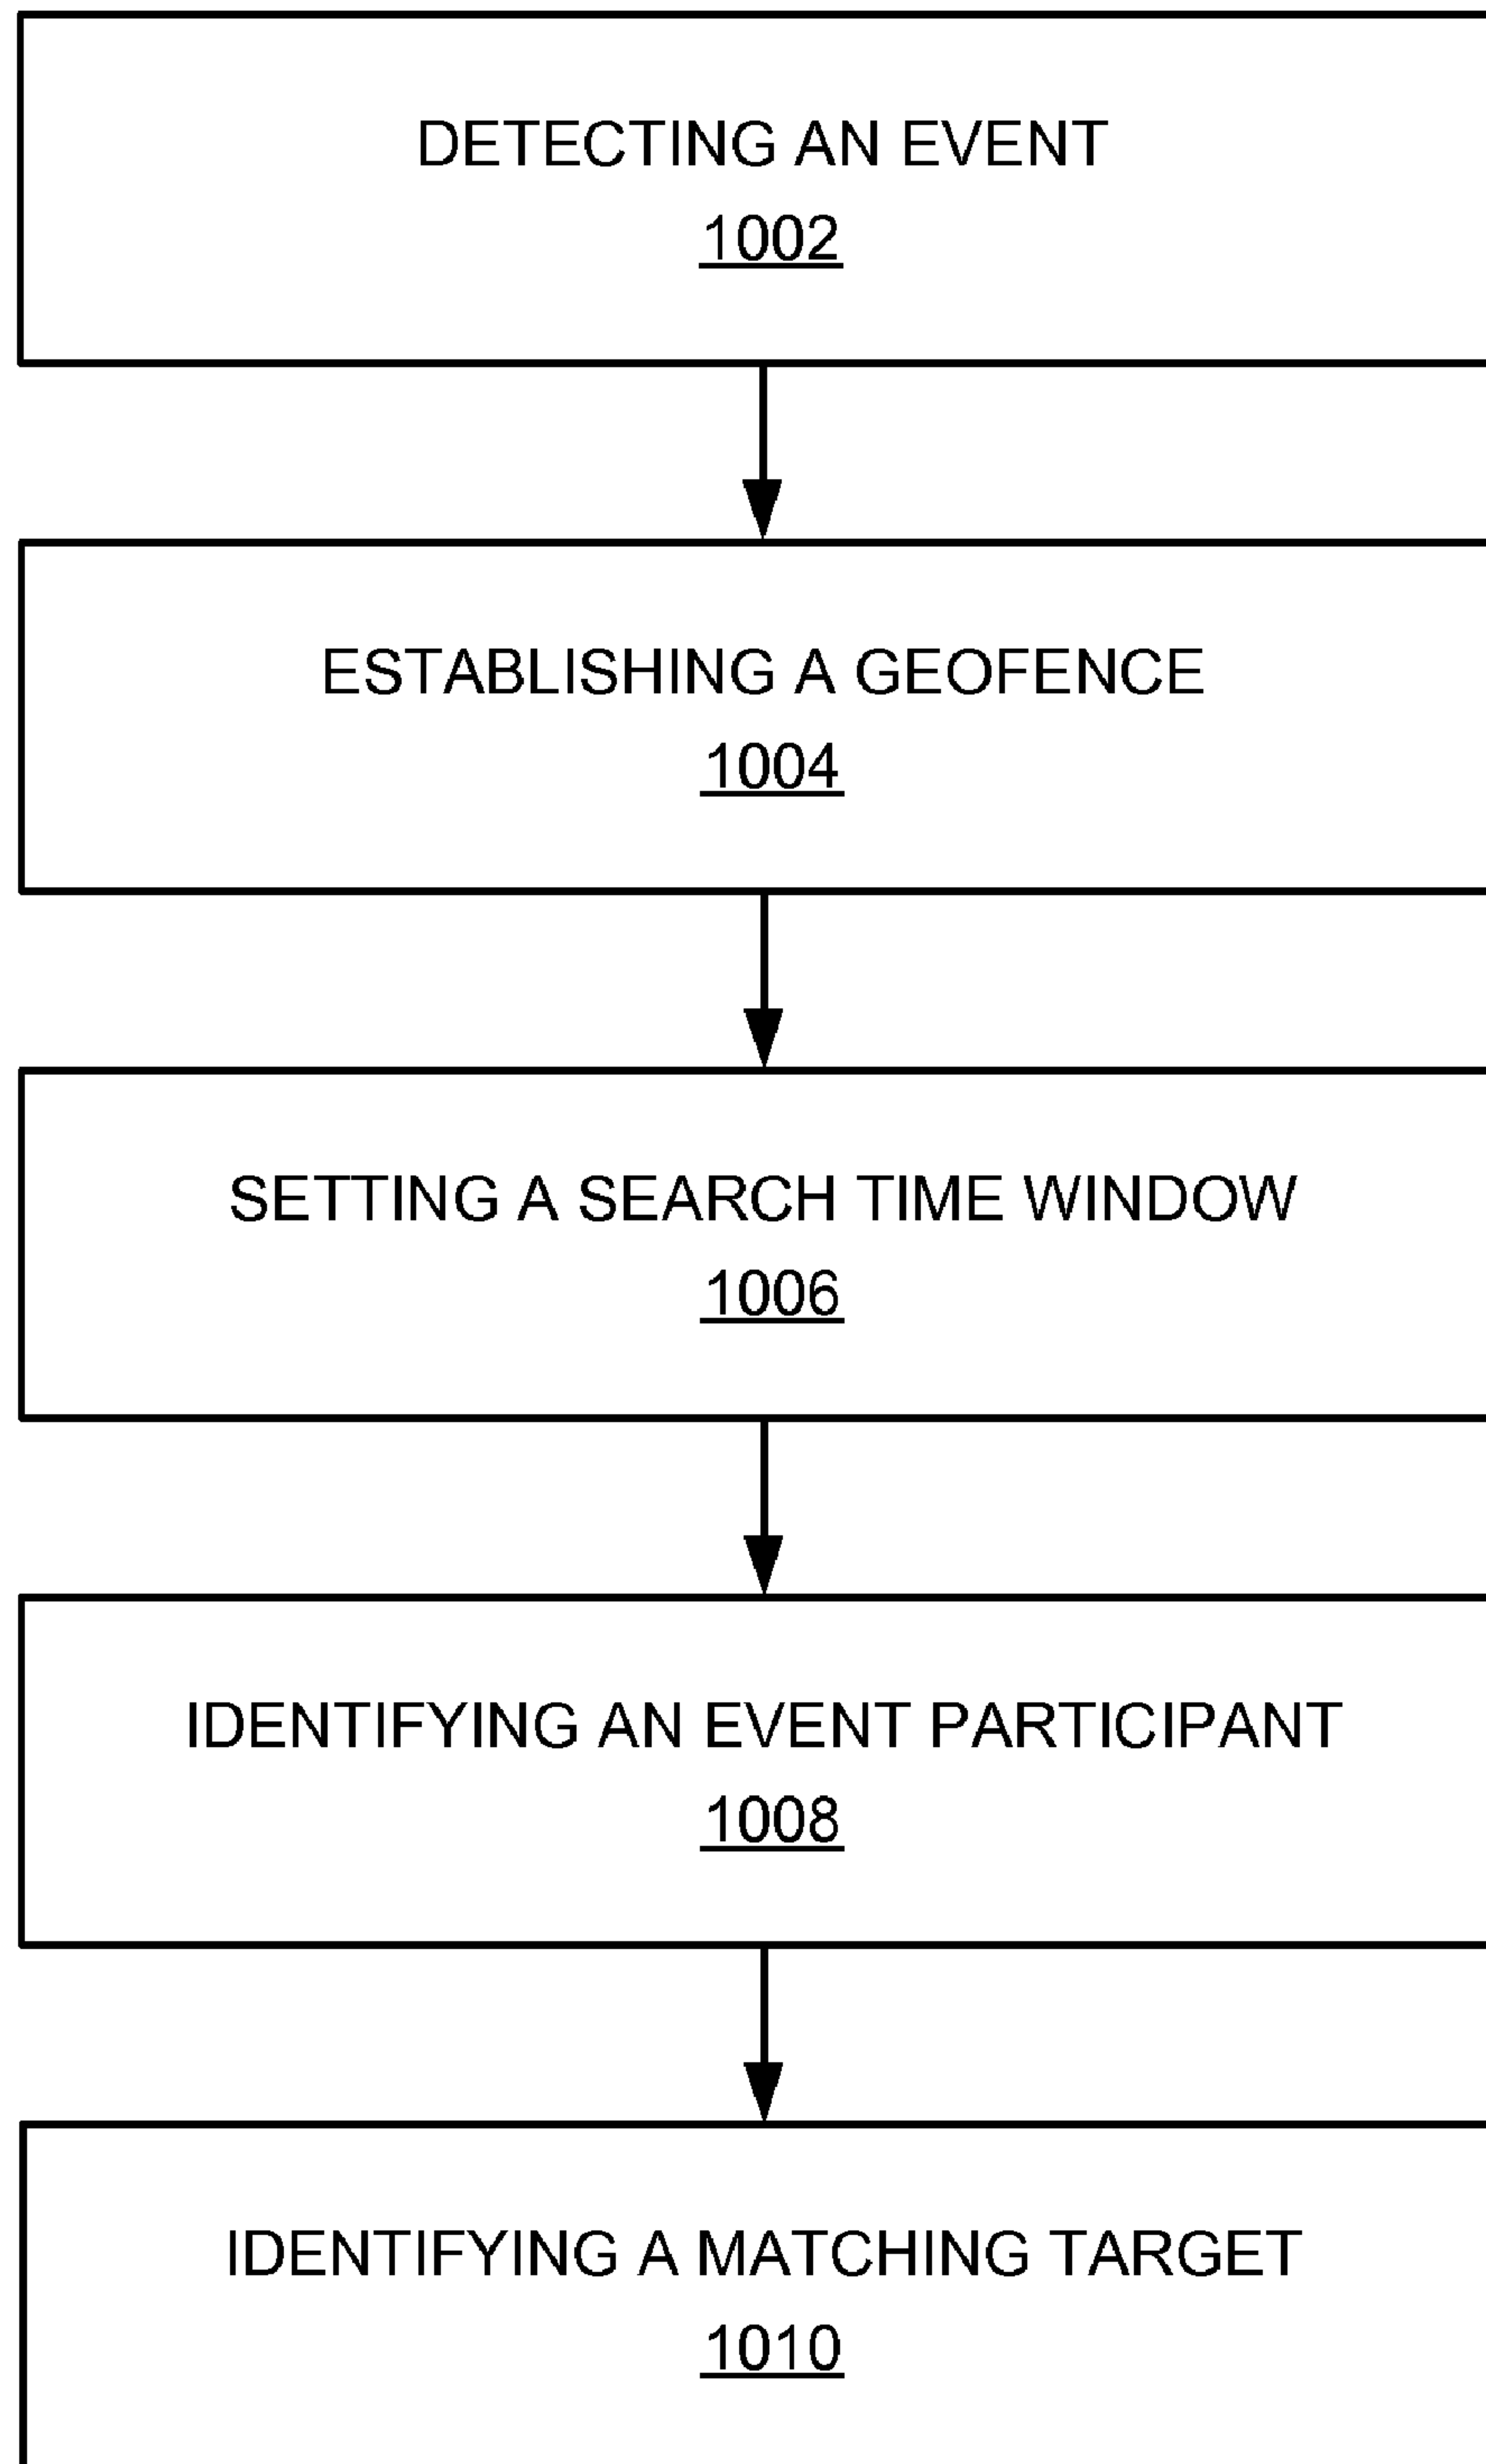 DETECTING AN EVENT
1002
ESTABLISHING A GEOFENCE
1004
SETTING A SEARCH TIME WINDOW
1006
IDENTIFYING AN EVENT PARTICIPANT
1008
IDENTIFYING A MATCHING TARGET
1010